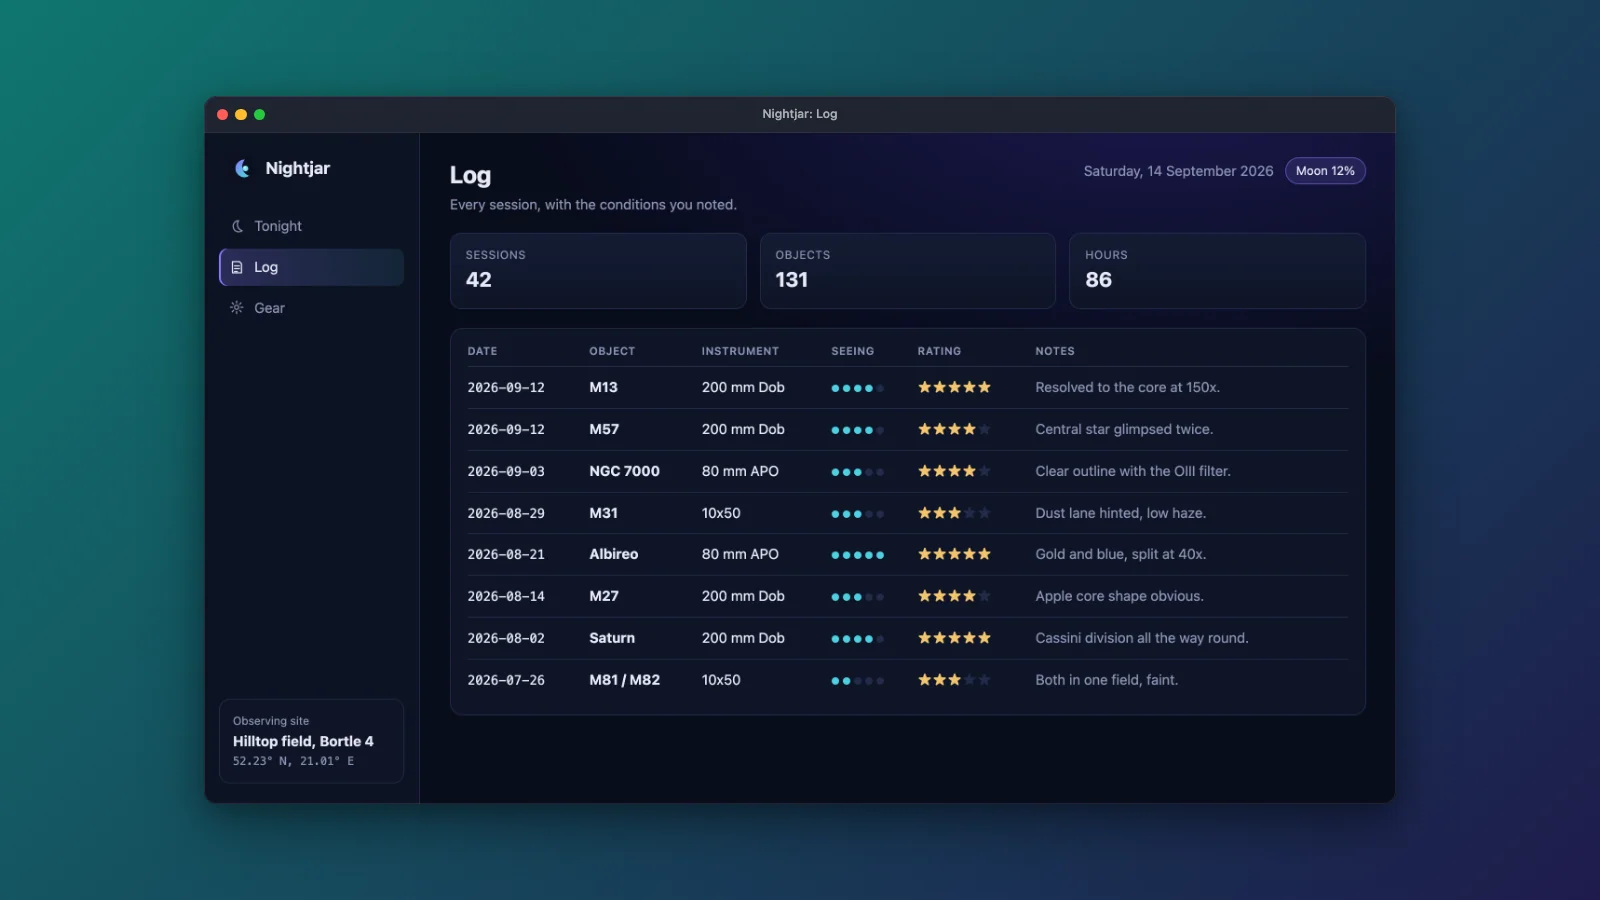 Nightjar: Log
Nightjar
Tonight
Log
Gear
Observing site
Hilltop field, Bortle 4
52.23° N, 21.01° E
Log
Every session, with the conditions you noted.
Saturday, 14 September 2026
Moon 12%
SESSIONS
42
OBJECTS
131
HOURS
86
DATE OBJECT INSTRUMENT SEEING RATING NOTES
2026-09-12 M13 200 mm Dob ★★★★★ Resolved to the core at 150x.
2026-09-12 M57 200 mm Dob ★★★★★ Central star glimpsed twice.
2026-09-03 NGC 7000 80 mm APO ★★★★★ Clear outline with the OIII filter.
2026-08-29 M31 10x50 ★★★★★ Dust lane hinted, low haze.
2026-08-21 Albireo 80 mm APO ★★★★★ Gold and blue, split at 40x.
2026-08-14 M27 200 mm Dob ★★★★★ Apple core shape obvious.
2026-08-02 Saturn 200 mm Dob ★★★★★ Cassini division all the way round.
2026-07-26 M81 / M82 10x50 ★★★★★ Both in one field, faint.